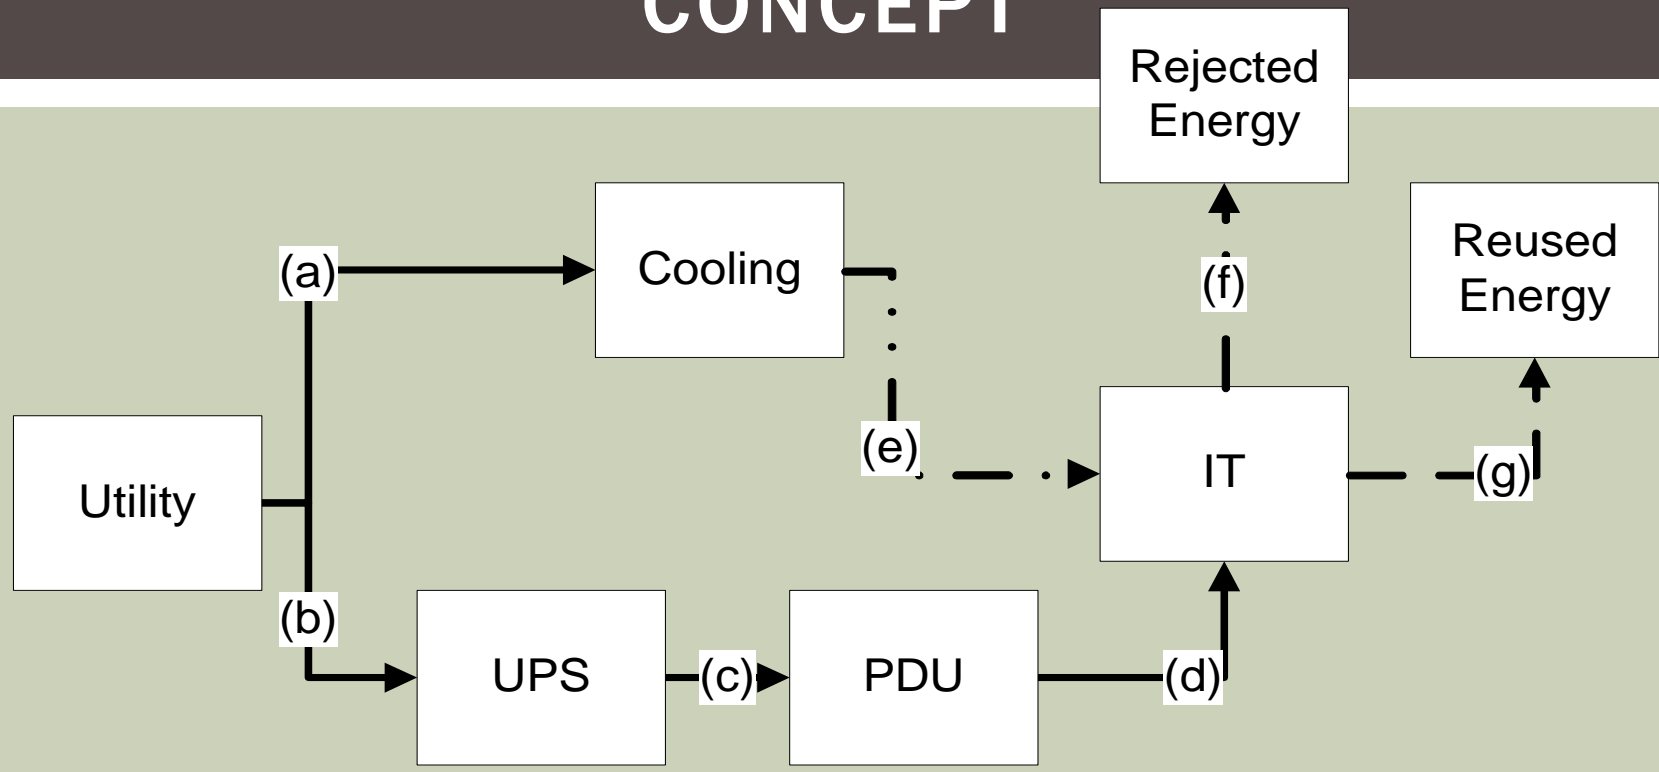 CONCEPT
Rejected
Energy
Reused
Energy
Cooling
(a)
(f)
(e)
IT
(g)
Utility
(b)
UPS
(c)
PDU
(d)